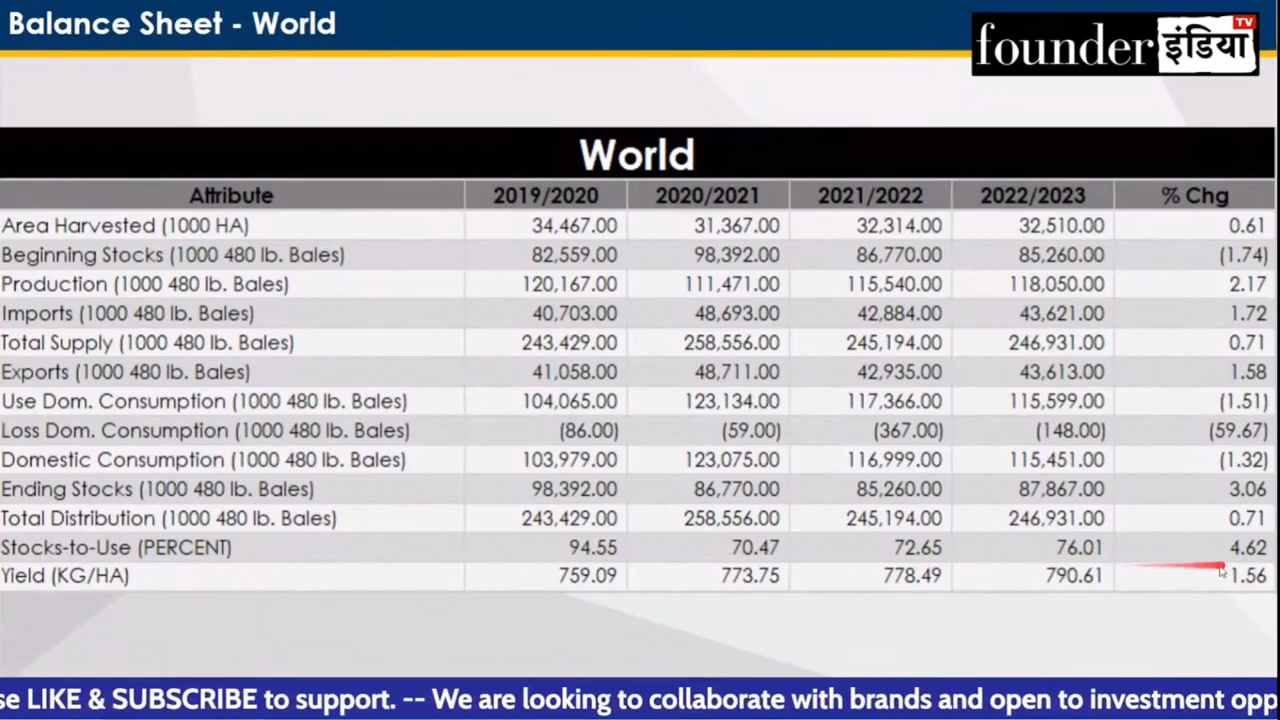 Balance Sheet - World
founder इंडिया TV
World
Attribute 2019/2020 2020/2021 2021/2022 2022/2023 % Chg
Area Harvested (1000 HA) 34,467.00 31,367.00 32,314.00 32,510.00 0.61
Beginning Stocks (1000 480 lb. Bales) 82,559.00 98,392.00 86,770.00 85,260.00 (1.74)
Production (1000 480 lb. Bales) 120,167.00 111,471.00 115,540.00 118,050.00 2.17
Imports (1000 480 lb. Bales) 40,703.00 48,693.00 42,884.00 43,621.00 1.72
Total Supply (1000 480 lb. Bales) 243,429.00 258,556.00 245,194.00 246,931.00 0.71
Exports (1000 480 lb. Bales) 41,058.00 48,711.00 42,935.00 43,613.00 1.58
Use Dom. Consumption (1000 480 lb. Bales) 104,065.00 123,134.00 117,366.00 115,599.00 (1.51)
Loss Dom. Consumption (1000 480 lb. Bales) (86.00) (59.00) (367.00) (148.00) (59.67)
Domestic Consumption (1000 480 lb. Bales) 103,979.00 123,075.00 116,999.00 115,451.00 (1.32)
Ending Stocks (1000 480 lb. Bales) 98,392.00 86,770.00 85,260.00 87,867.00 3.06
Total Distribution (1000 480 lb. Bales) 243,429.00 258,556.00 245,194.00 246,931.00 0.71
Stocks-to-Use (PERCENT) 94.55 70.47 72.65 76.01 4.62
Yield (KG/HA) 759.09 773.75 778.49 790.61 1.56
se LIKE & SUBSCRIBE to support. -- We are looking to collaborate with brands and open to investment opp